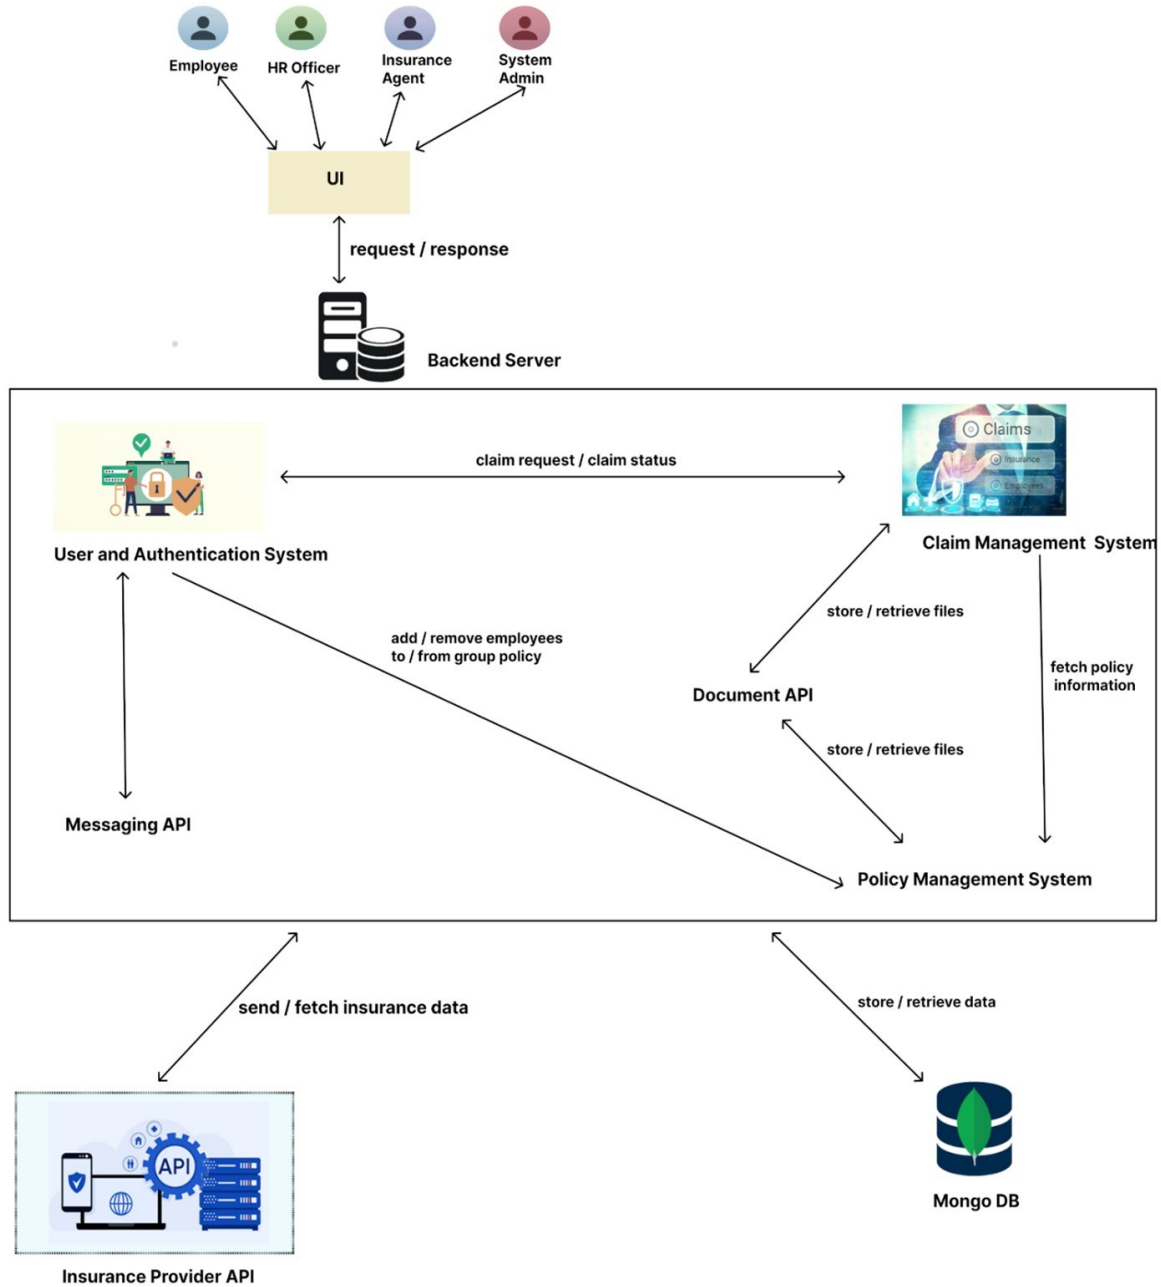 Employee
HR Officer
Insurance
Agent
System
Admin
UI
request / response
Backend Server
Claims
Insurance
Employees
claim request / claim status
User and Authentication System
Claim Management System
store / retrieve files
add / remove employees
to / from group policy
fetch policy
information
Document API
store / retrieve files
Messaging API
Policy Management System
send / fetch insurance data
store / retrieve data
API
Mongo DB
Insurance Provider API